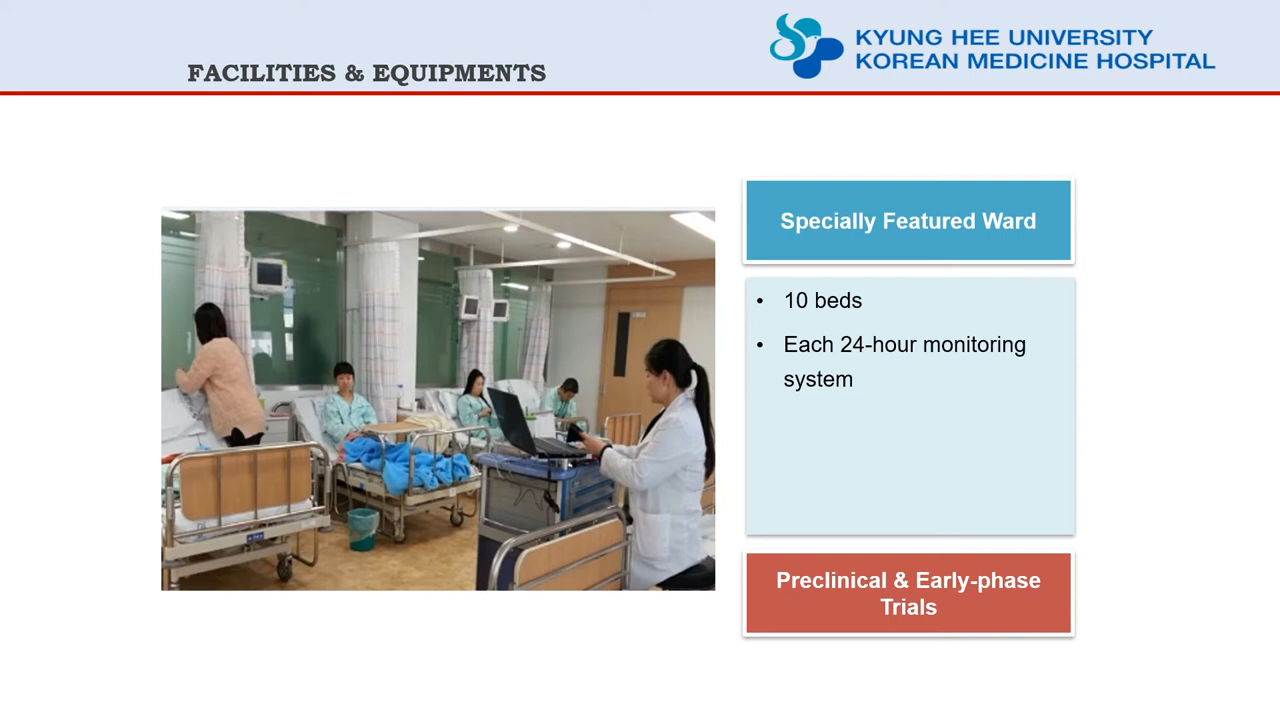 FACILITIES & EQUIPMENTS
KYUNG HEE UNIVERSITY
KOREAN MEDICINE HOSPITAL
Specially Featured Ward
• 10 beds
• Each 24-hour monitoring
system
Preclinical & Early-phase
Trials